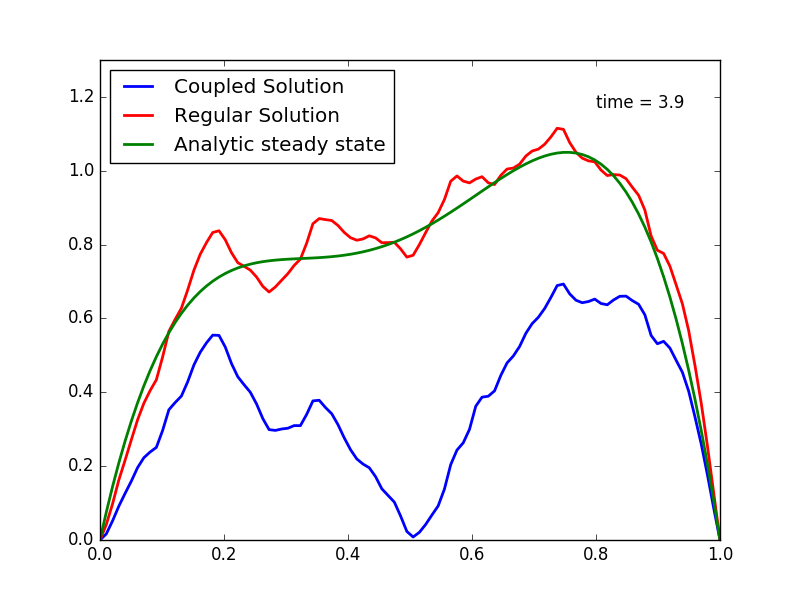 Coupled Solution
Regular Solution
Analytic steady state
time = 3.9
1.2
1.0
0.8
0.6
0.4
0.2
0.0
0.0 0.2 0.4 0.6 0.8 1.0